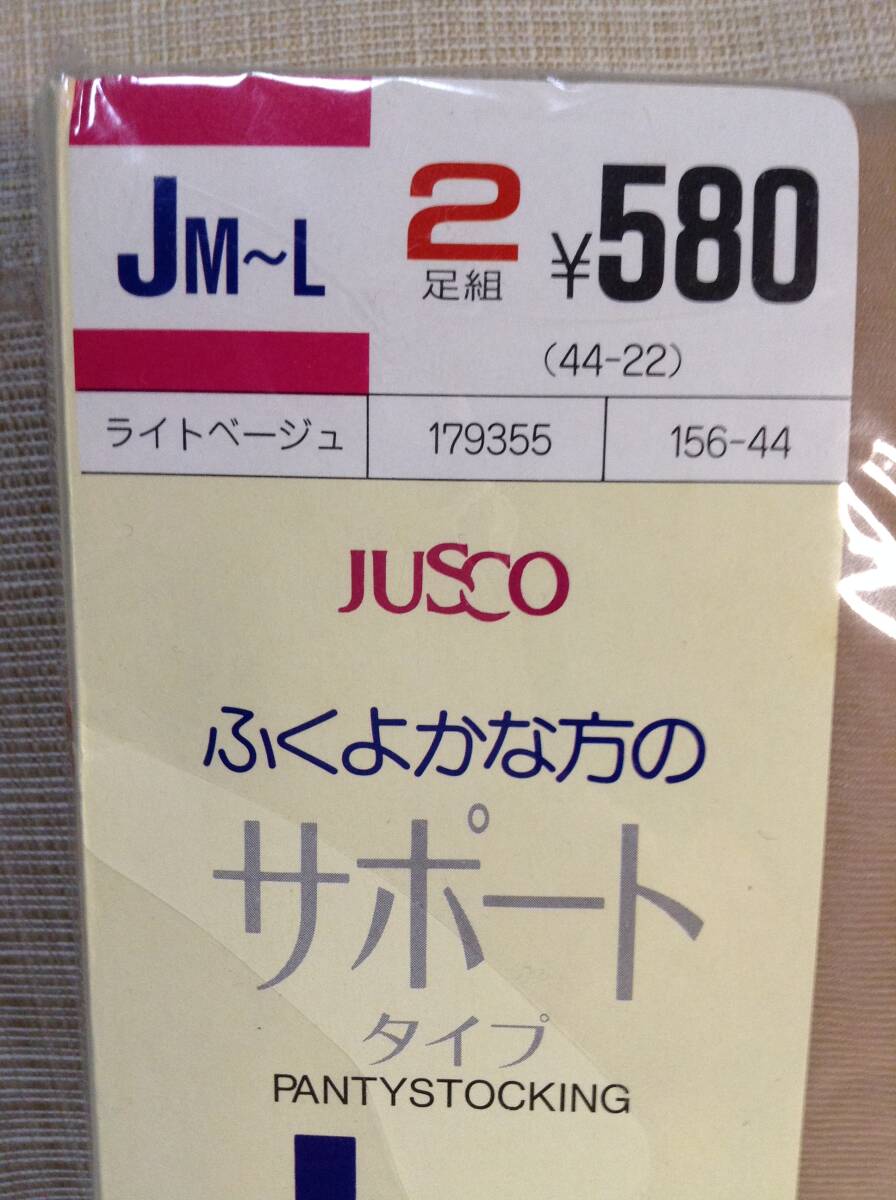 JM~L
2
足組
¥580
(44-22)
ライトベージュ
179355
156-44
JUSCO
ふくよかな方の
サポート
タイプ
PANTYSTOCKING